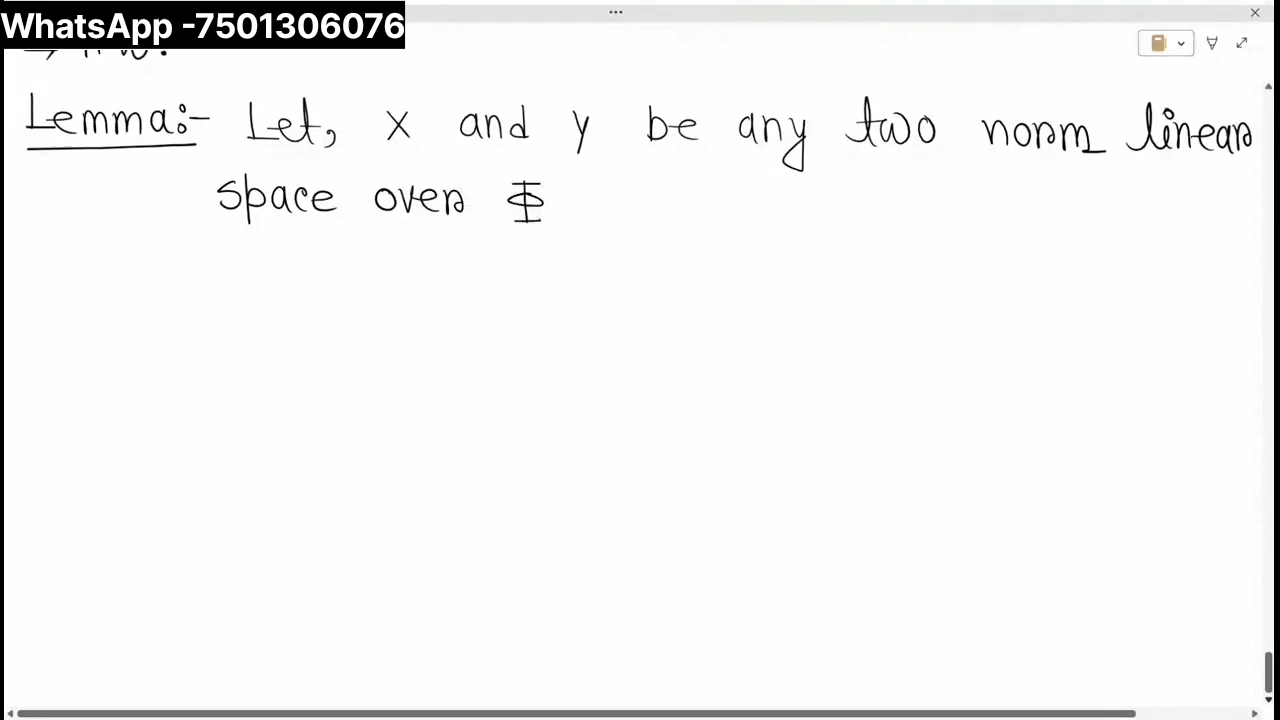 WhatsApp -7501306076
Lemma:- Let, X and Y be any two norm linear
space over Φ